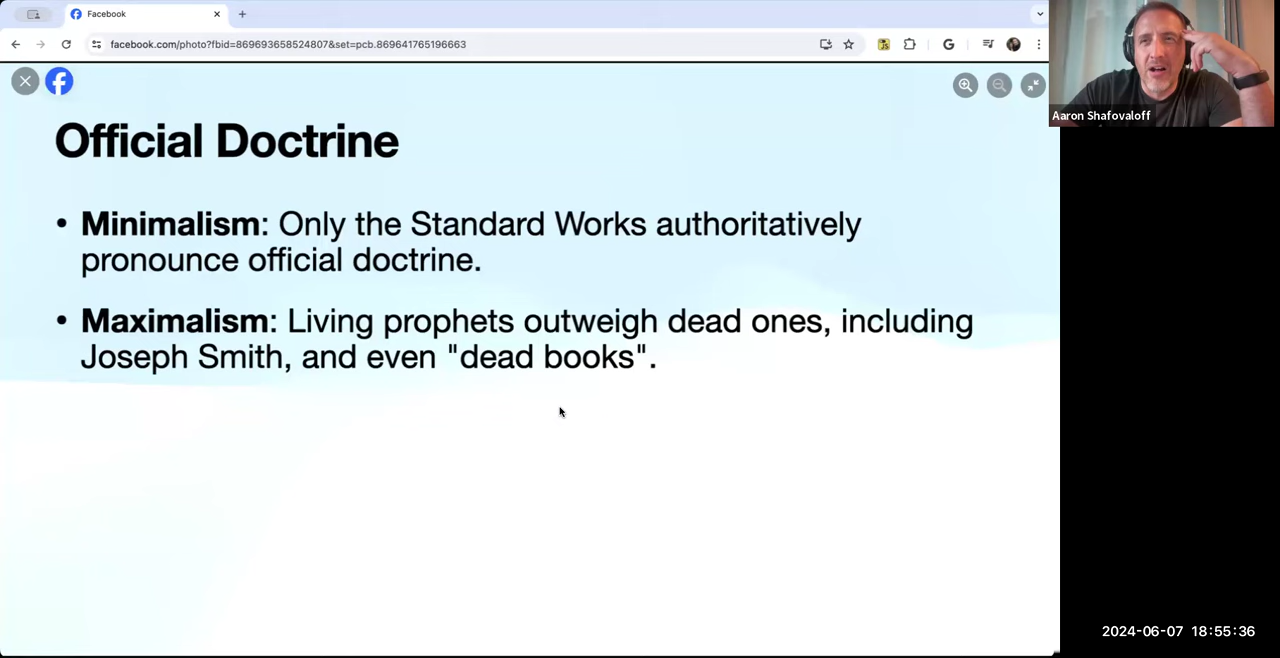 Facebook
facebook.com/photo?fbid=869693658524807&set=pcb.869641765196663
Aaron Shafovaloff
Official Doctrine
• Minimalism: Only the Standard Works authoritatively
pronounce official doctrine.
• Maximalism: Living prophets outweigh dead ones, including
Joseph Smith, and even "dead books".
2024-06-07 18:55:36